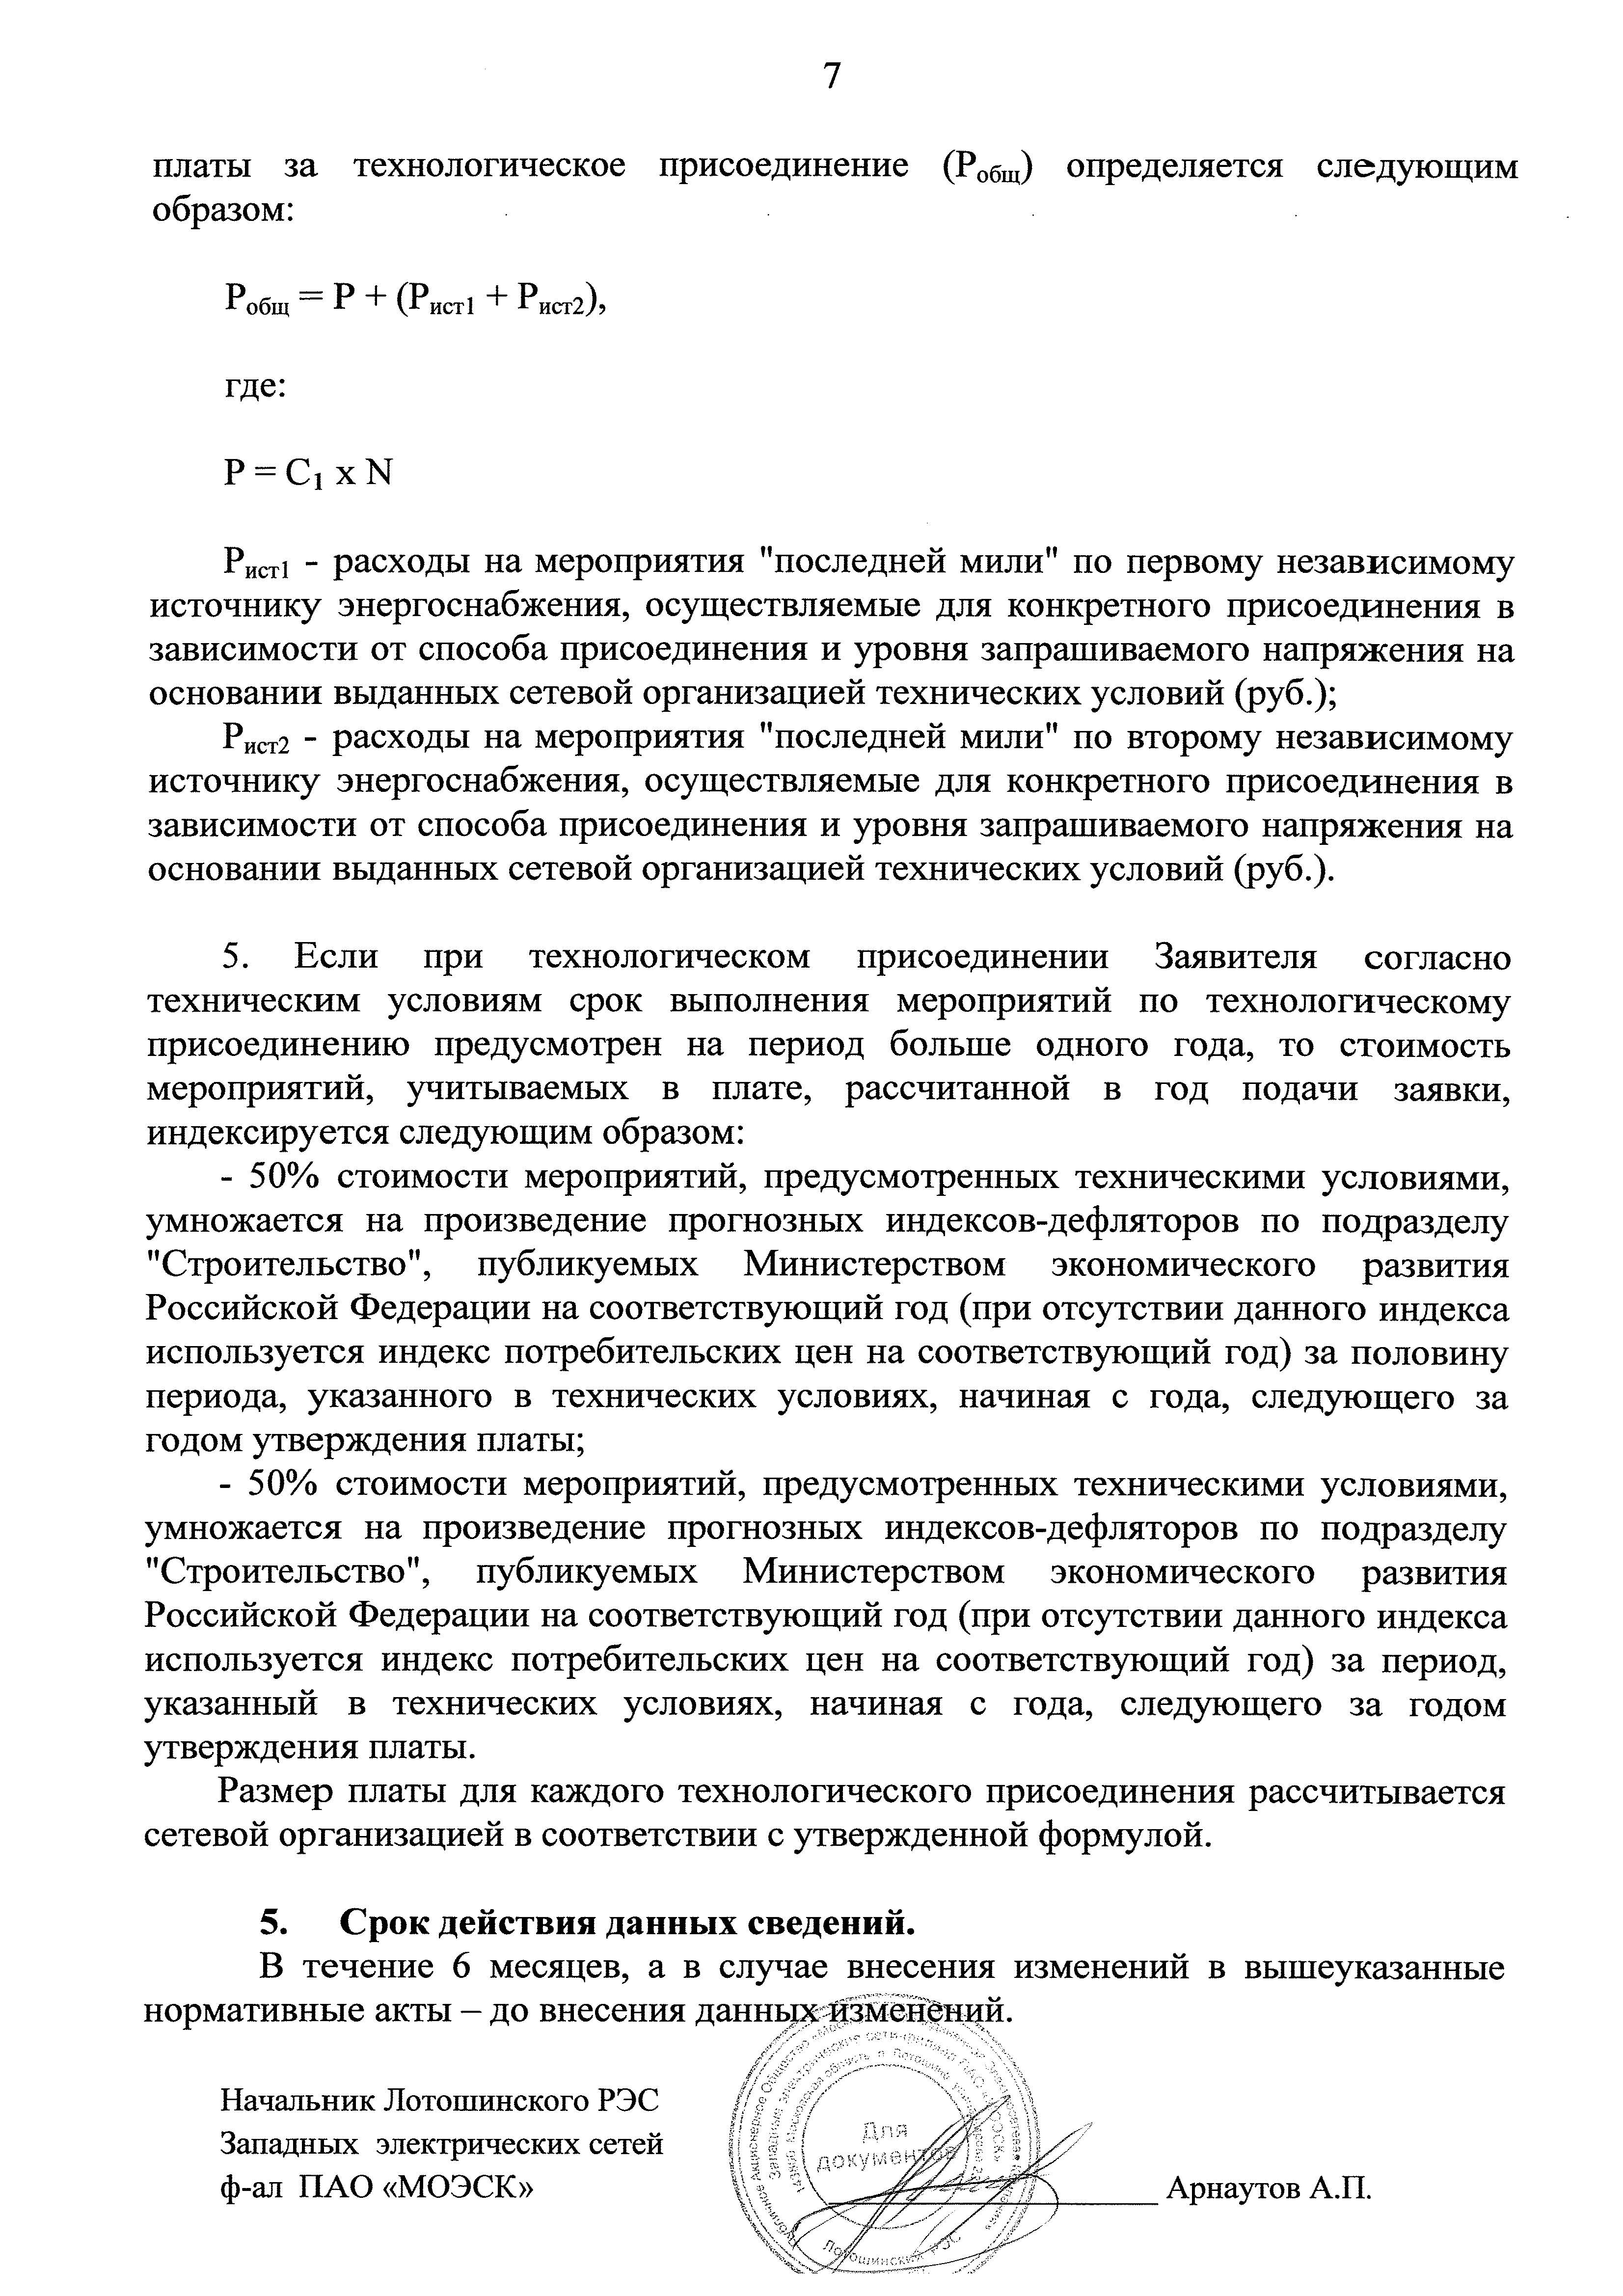 7
платы за технологическое присоединение (Робщ) определяется следующим
образом:
Робщ = Р + (Рист1 + Рист2),
где:
Р = С1 х N
Рист1 - расходы на мероприятия "последней мили" по первому независимому
источнику энергоснабжения, осуществляемые для конкретного присоединения в
зависимости от способа присоединения и уровня запрашиваемого напряжения на
основании выданных сетевой организацией технических условий (руб.);
Рист2 - расходы на мероприятия "последней мили" по второму независимому
источнику энергоснабжения, осуществляемые для конкретного присоединения в
зависимости от способа присоединения и уровня запрашиваемого напряжения на
основании выданных сетевой организацией технических условий (руб.).
5. Если при технологическом присоединении Заявителя согласно
техническим условиям срок выполнения мероприятий по технологическому
присоединению предусмотрен на период больше одного года, то стоимость
мероприятий, учитываемых в плате, рассчитанной в год подачи заявки,
индексируется следующим образом:
- 50% стоимости мероприятий, предусмотренных техническими условиями,
умножается на произведение прогнозных индексов-дефляторов по подразделу
"Строительство", публикуемых Министерством экономического развития
Российской Федерации на соответствующий год (при отсутствии данного индекса
используется индекс потребительских цен на соответствующий год) за половину
периода, указанного в технических условиях, начиная с года, следующего за
годом утверждения платы;
- 50% стоимости мероприятий, предусмотренных техническими условиями,
умножается на произведение прогнозных индексов-дефляторов по подразделу
"Строительство", публикуемых Министерством экономического развития
Российской Федерации на соответствующий год (при отсутствии данного индекса
используется индекс потребительских цен на соответствующий год) за период,
указанный в технических условиях, начиная с года, следующего за годом
утверждения платы.
Размер платы для каждого технологического присоединения рассчитывается
сетевой организацией в соответствии с утвержденной формулой.
5. Срок действия данных сведений.
В течение 6 месяцев, а в случае внесения изменений в вышеуказанные
нормативные акты – до внесения данных изменений.
Начальник Лотошинского РЭС
Западных электрических сетей
ф-ал ПАО «МОЭСК»
Арнаутов А.П.
Для
документов
Лотошинский РЭС